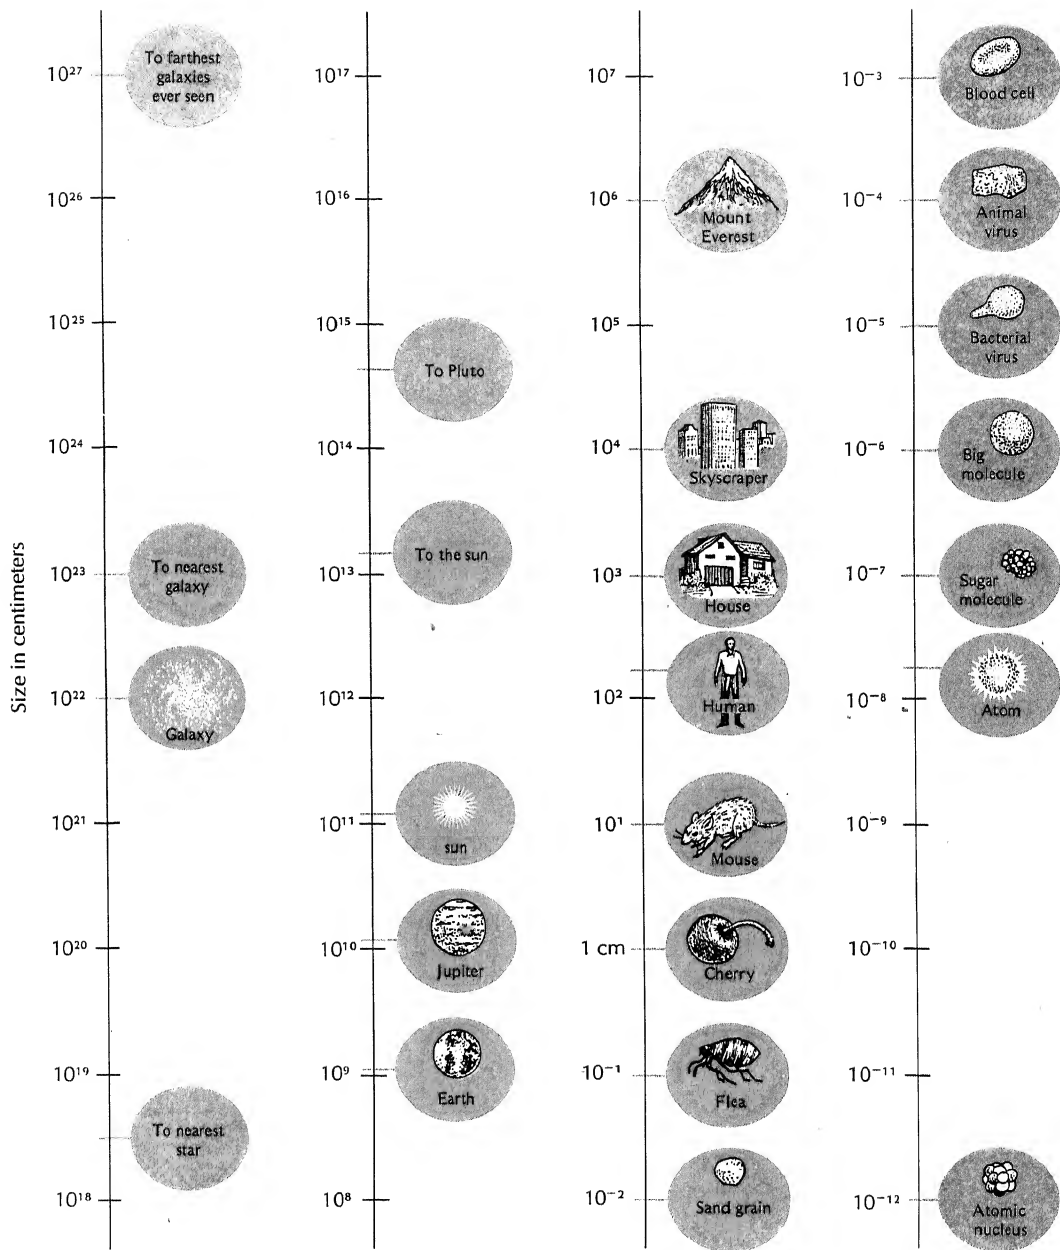 Size in centimeters
10²⁷
To farthest
galaxies
ever seen
10²⁶
10²⁵
10²⁴
10²³
To nearest
galaxy
10²²
Galaxy
10²¹
10²⁰
10¹⁹
To nearest
star
10¹⁸
10¹⁷
10¹⁶
10¹⁵
To Pluto
10¹⁴
To the sun
10¹³
10¹²
10¹¹
sun
10¹⁰
Jupiter
10⁹
Earth
10⁸
10⁷
10⁶
Mount
Everest
10⁵
10⁴
Skyscraper
10³
House
10²
Human
10¹
Mouse
1 cm
Cherry
10⁻¹
Flea
10⁻²
Sand grain
10⁻³
Blood cell
10⁻⁴
Animal
virus
10⁻⁵
Bacterial
virus
10⁻⁶
Big
molecule
10⁻⁷
Sugar
molecule
10⁻⁸
Atom
10⁻⁹
10⁻¹⁰
10⁻¹¹
10⁻¹²
Atomic
nucleus